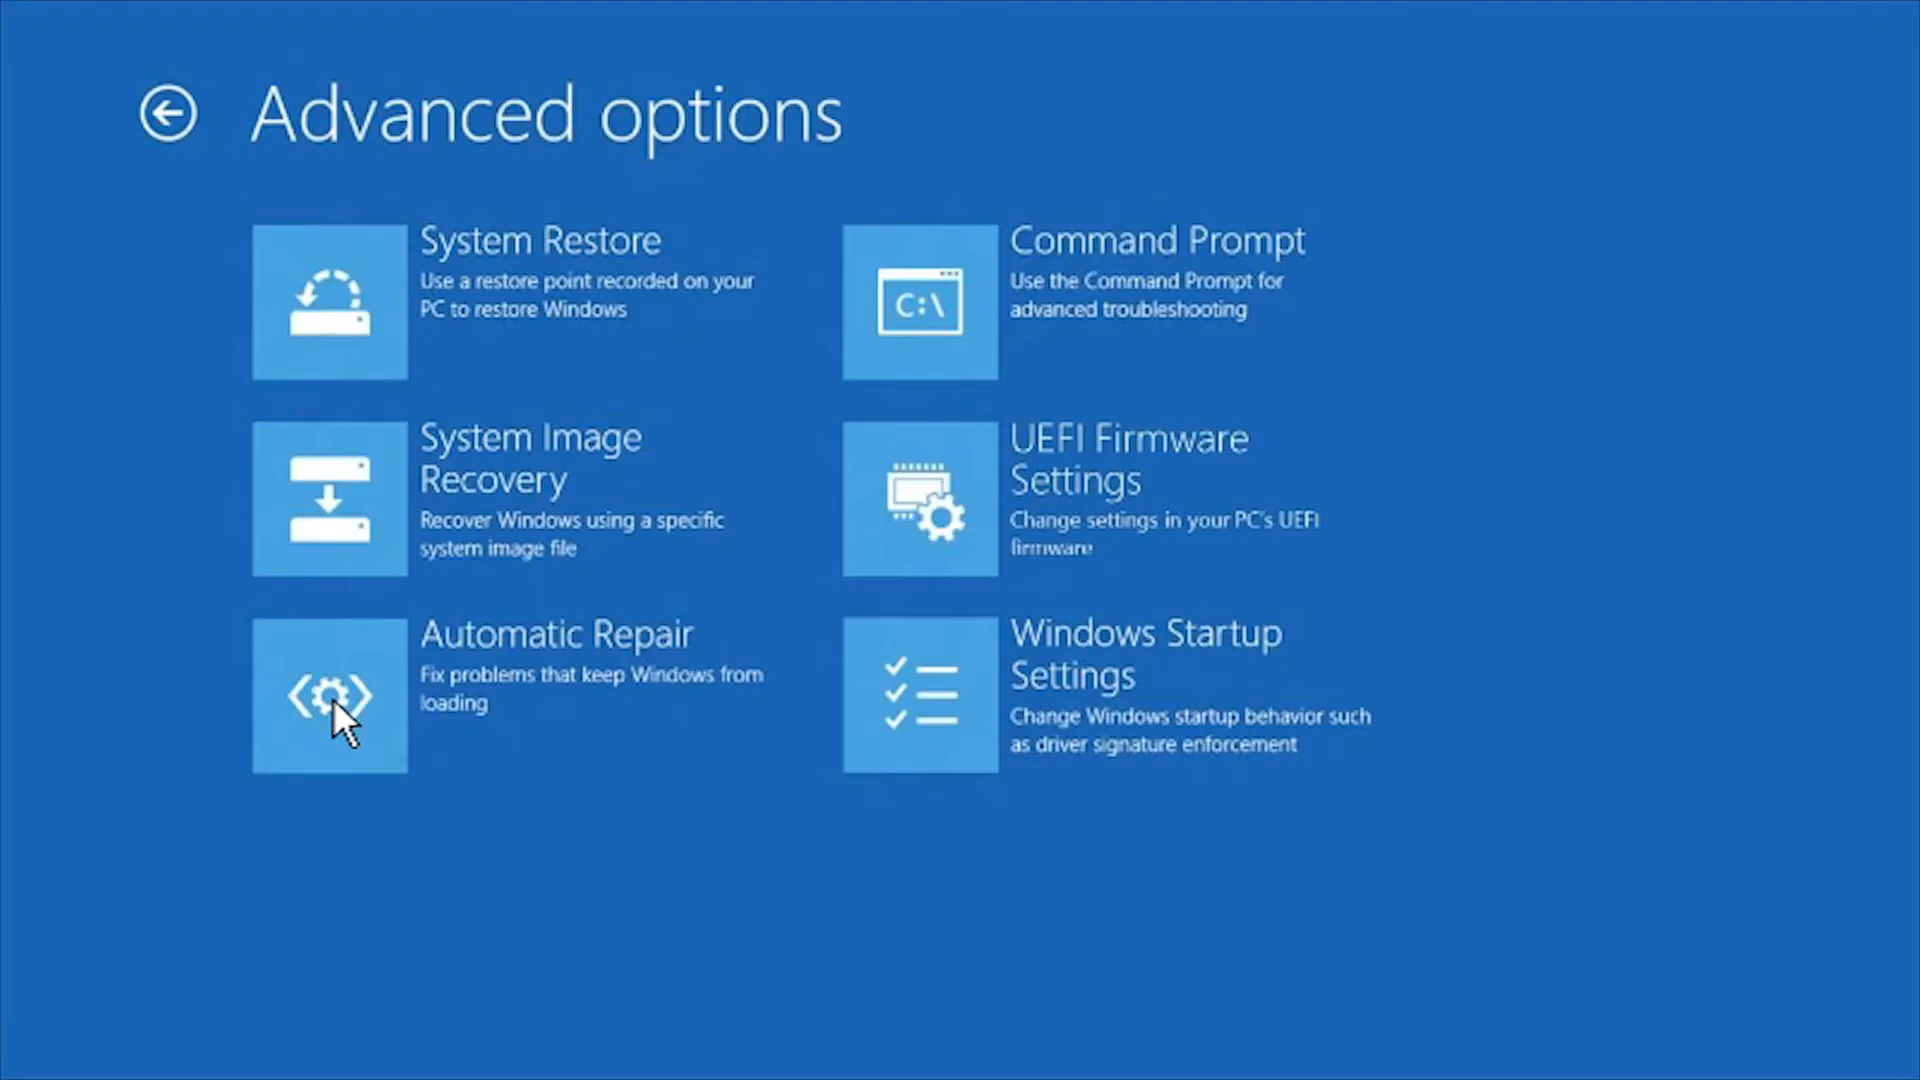 Advanced options
System Restore
Use a restore point recorded on your
PC to restore Windows
Command Prompt
Use the Command Prompt for
advanced troubleshooting
C:\
System Image
Recovery
Recover Windows using a specific
system image file
UEFI Firmware
Settings
Change settings in your PC's UEFI
firmware
Automatic Repair
Fix problems that keep Windows from
loading
Windows Startup
Settings
Change Windows startup behavior such
as driver signature enforcement